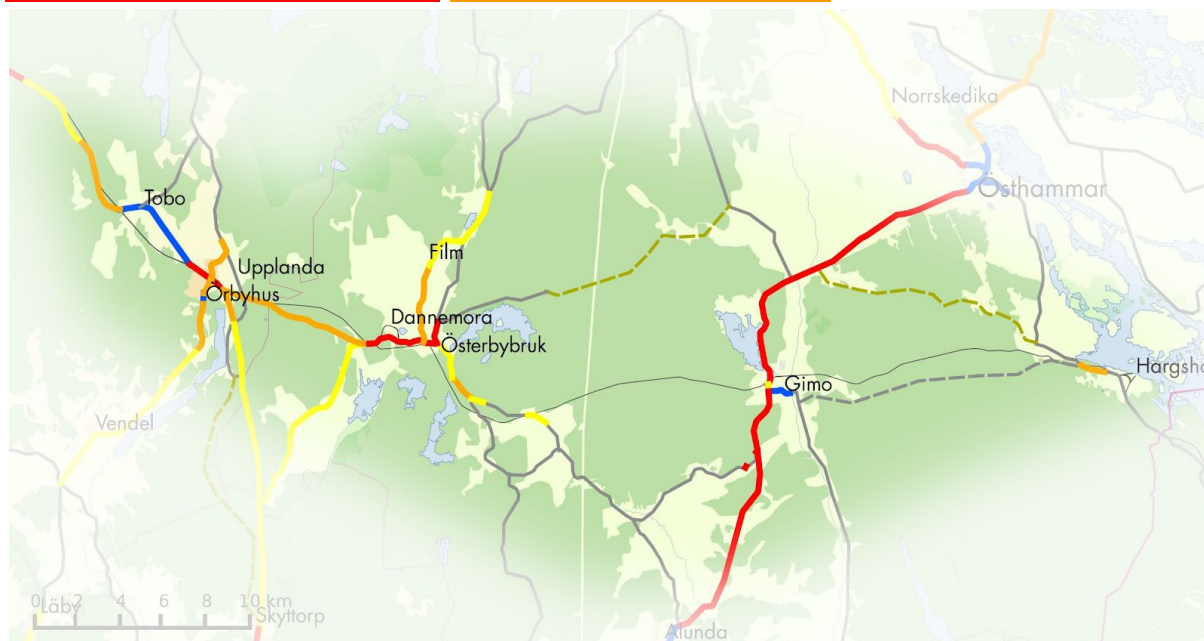 Norrskedika
Tobo
Östhammar
Film
Upplanda
Örbyhus
Dannemora
Österbybruk
Hargsha
Gimo
Vendel
0 2 4 6 8 10 km
Läby
Skyttorp
Alunda